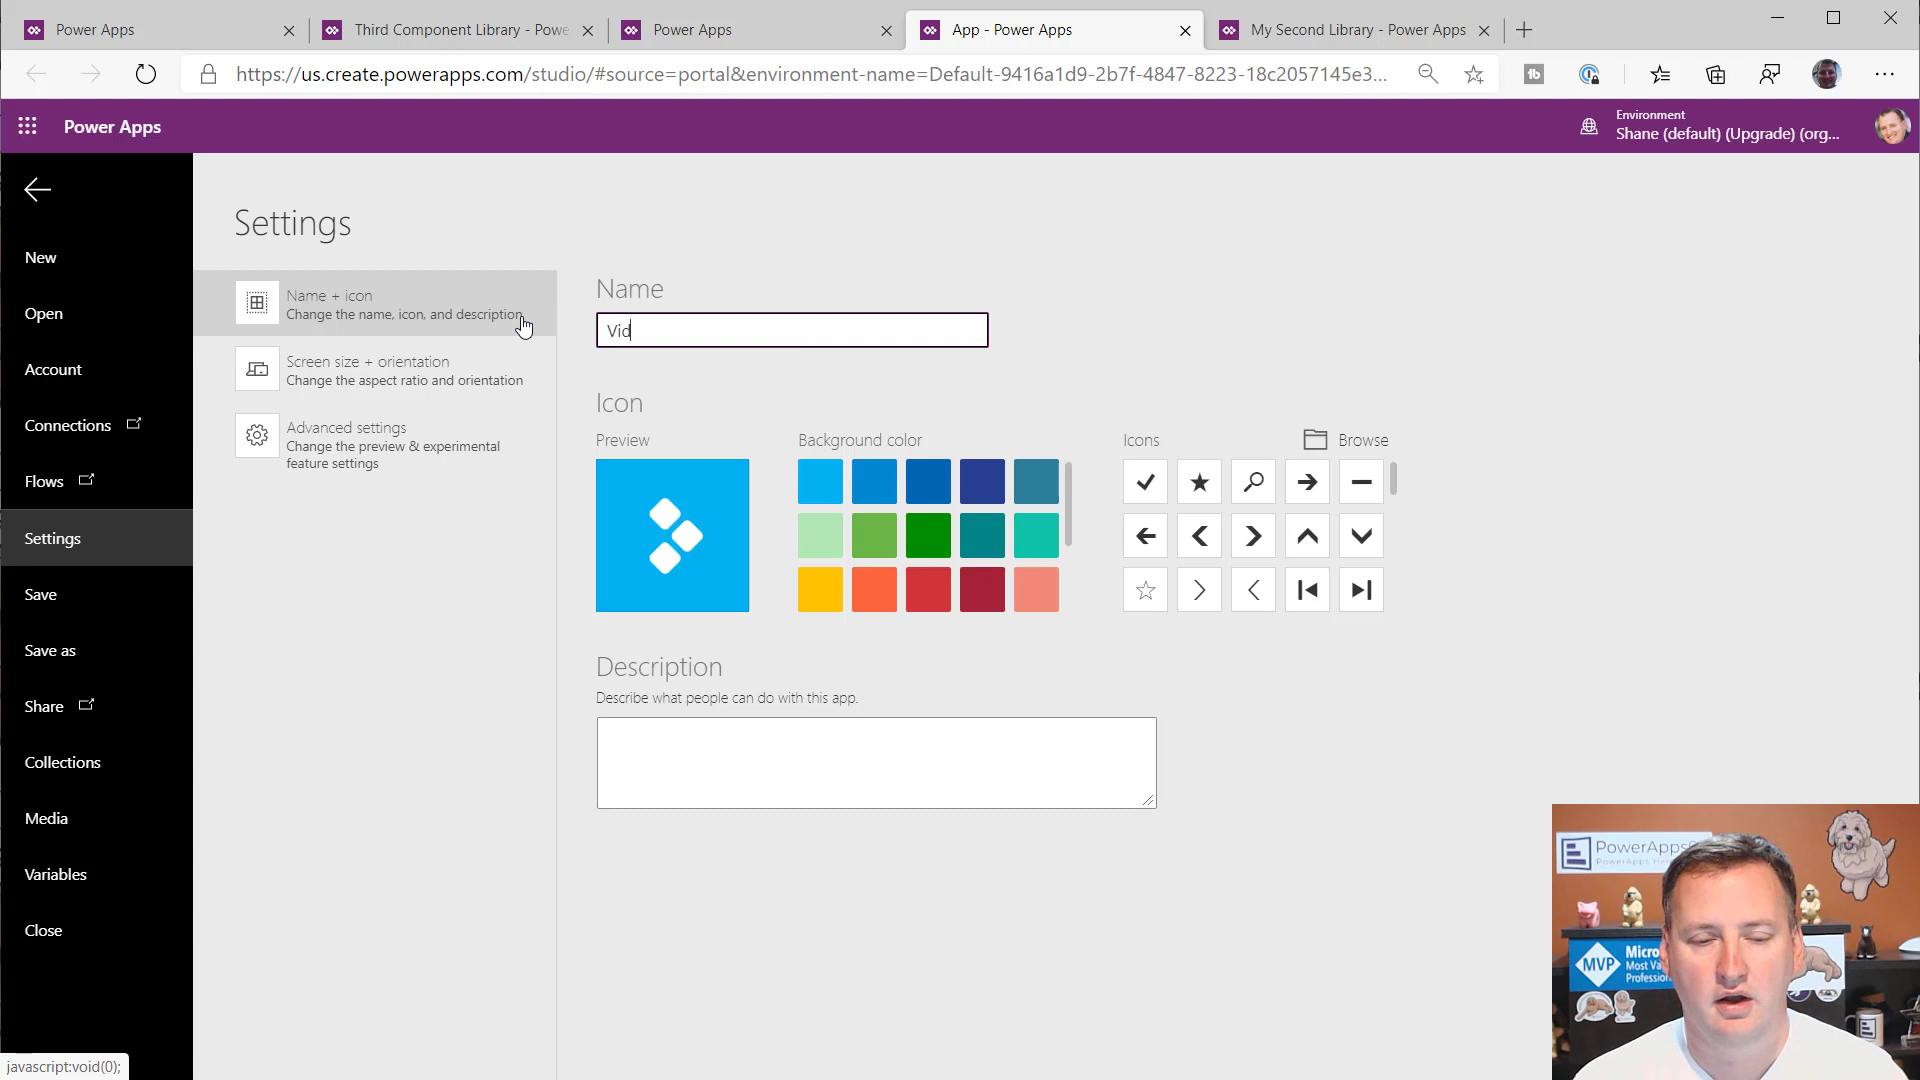 Power Apps
Third Component Library - Powe
Power Apps
App - Power Apps
My Second Library - Power Apps
https://us.create.powerapps.com/studio/#source=portal&environment-name=Default-9416a1d9-2b7f-4847-8223-18c2057145e3...
Power Apps
Environment
Shane (default) (Upgrade) (org...
New
Open
Account
Connections
Flows
Settings
Save
Save as
Share
Collections
Media
Variables
Close
Settings
Name + icon
Change the name, icon, and description
Screen size + orientation
Change the aspect ratio and orientation
Advanced settings
Change the preview & experimental
feature settings
Name
Vid
Icon
Preview
Background color
Icons
Browse
Description
Describe what people can do with this app.
javascript:void(0);
PowerApps
PowerApps
MVP
Micro
Most Va
Profession